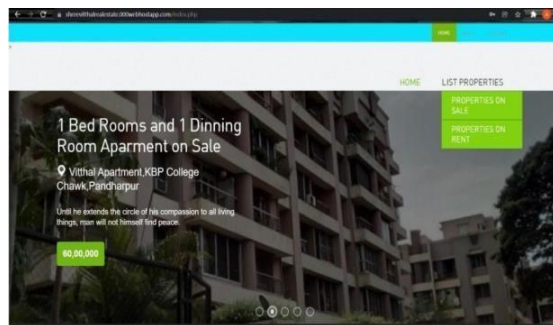 shreevitthalrealestate.000webhostapp.com/index.php
HOME
HOME LIST PROPERTIES
PROPERTIES ON
SALE
PROPERTIES ON
RENT
1 Bed Rooms and 1 Dinning
Room Aparment on Sale
Vitthal Apartment,KBP College
Chawk,Pandharpur
Until he extends the circle of his compassion to all living
things, man will not himself find peace.
60,00,000